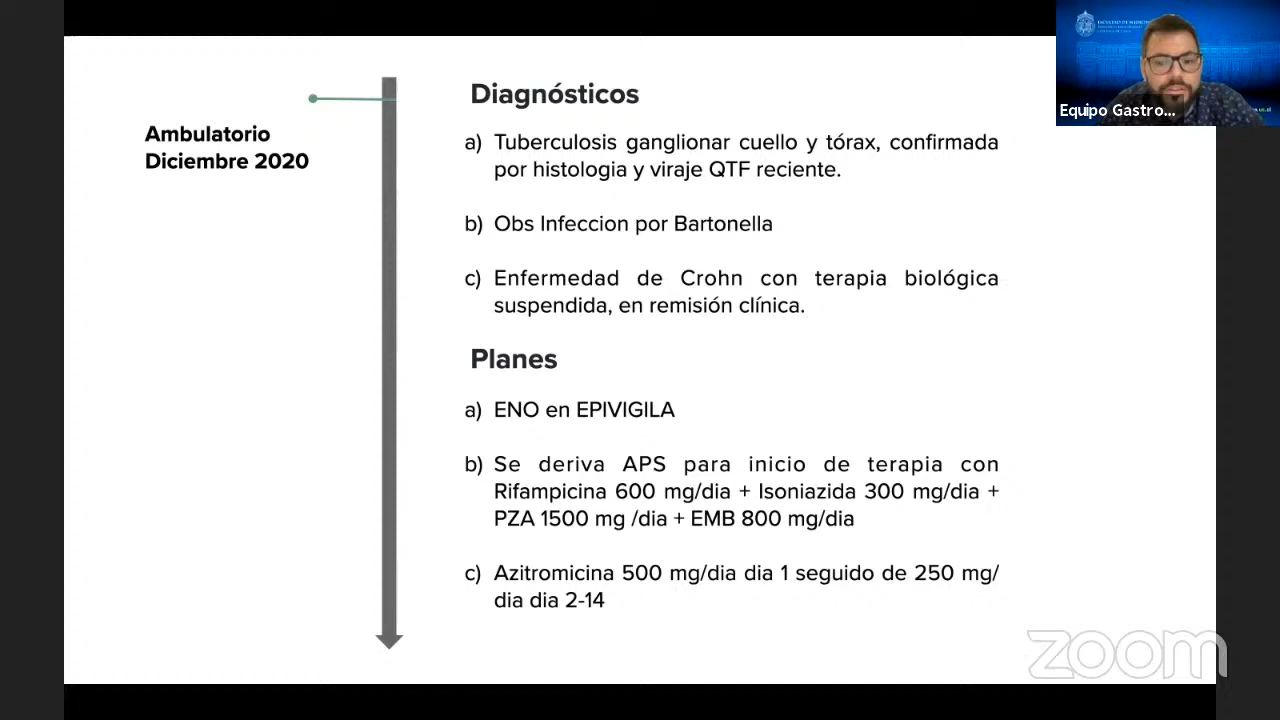 FACULTAD DE MEDICINA
Equipo Gastro...
Ambulatorio
Diciembre 2020
Diagnósticos
a) Tuberculosis ganglionar cuello y tórax, confirmada
por histologia y viraje QTF reciente.
b) Obs Infeccion por Bartonella
c) Enfermedad de Crohn con terapia biológica
suspendida, en remisión clínica.
Planes
a) ENO en EPIVIGILA
b) Se deriva APS para inicio de terapia con
Rifampicina 600 mg/dia + Isoniazida 300 mg/dia +
PZA 1500 mg /dia + EMB 800 mg/dia
c) Azitromicina 500 mg/dia dia 1 seguido de 250 mg/
dia dia 2-14
zoom